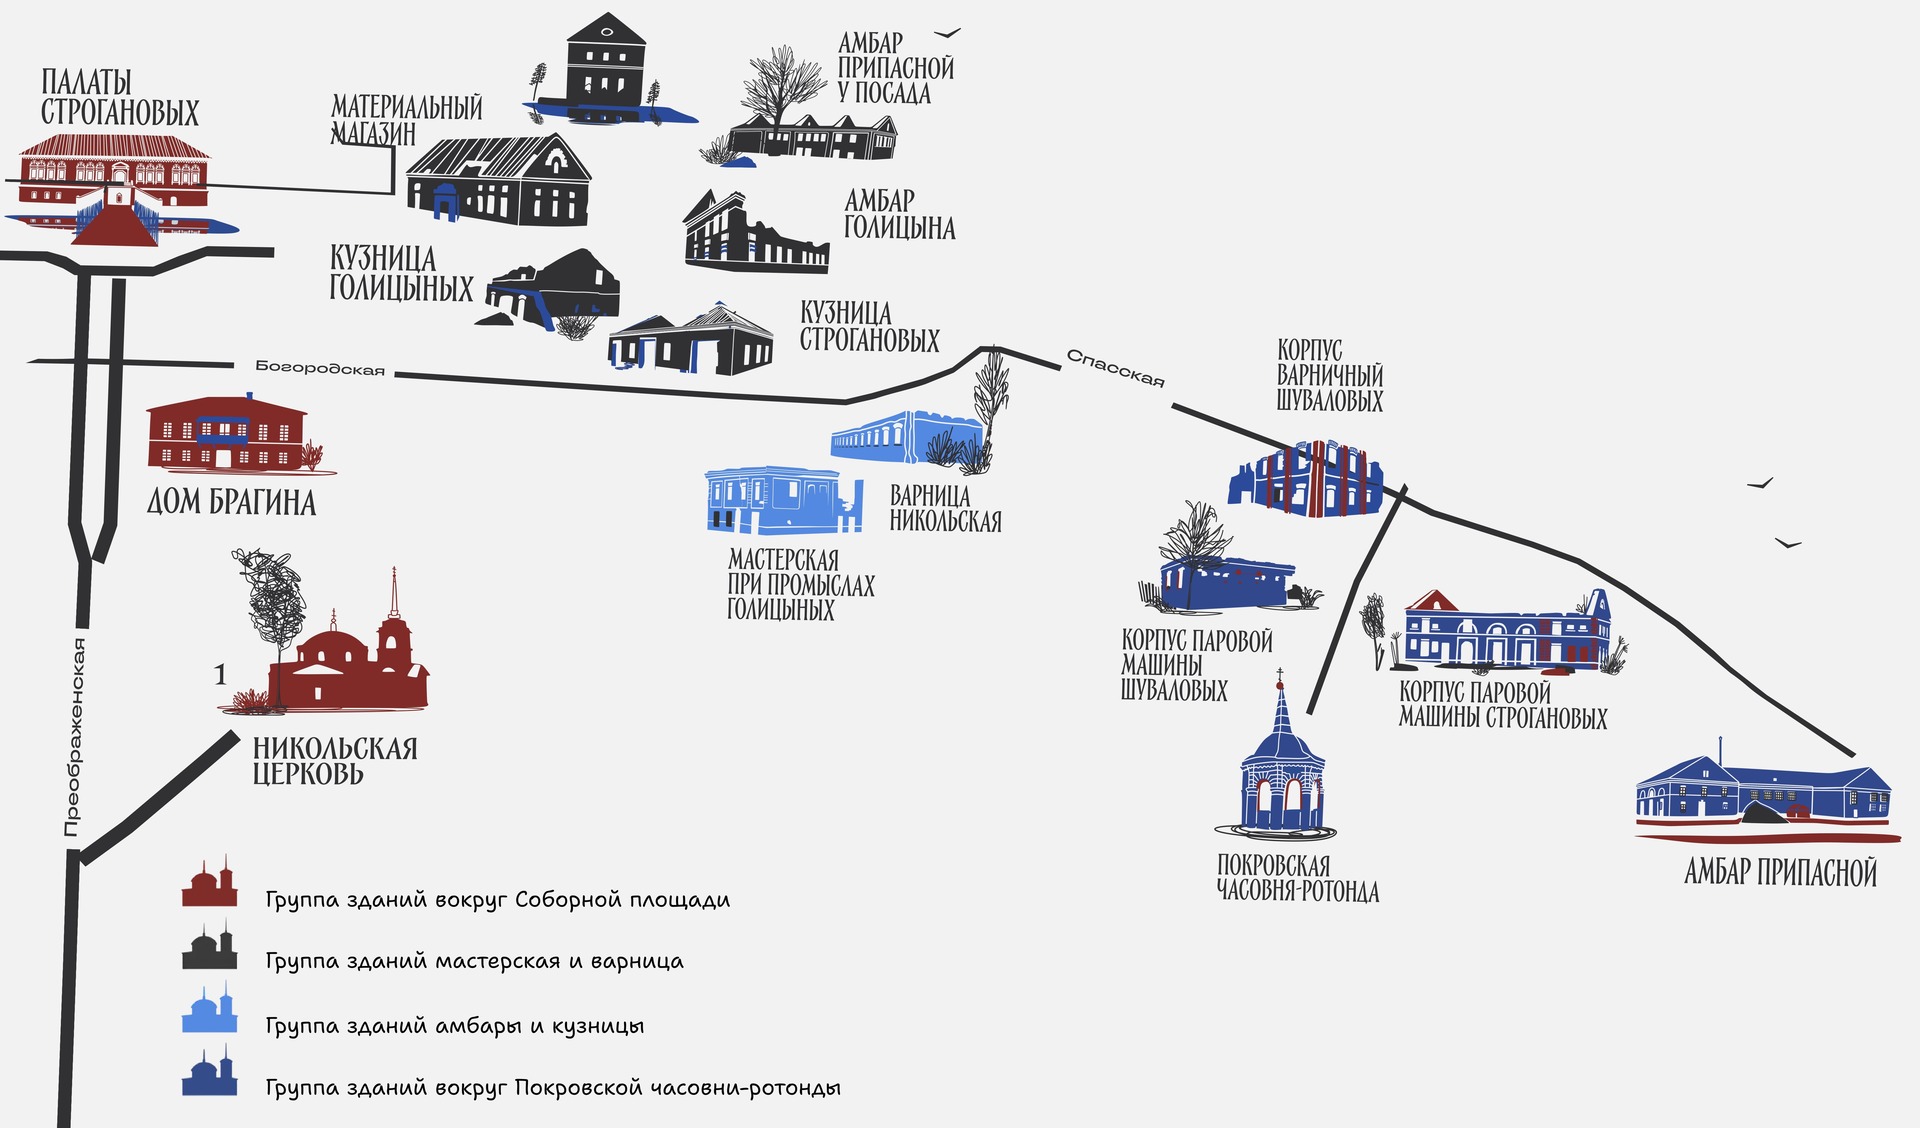 ПАЛАТЫ
СТРОГАНОВЫХ
МАТЕРИАЛЬНЫЙ
МАГАЗИН
АМБАР
ПРИПАСНОЙ
У ПОСАДА
АМБАР
ГОЛИЦЫНА
КУЗНИЦА
ГОЛИЦЫНЫХ
КУЗНИЦА
СТРОГАНОВЫХ
Богородская
Спасская
КОРПУС
ВАРНИЧНЫЙ
ШУВАЛОВЫХ
ДОМ БРАГИНА
ВАРНИЦА
НИКОЛЬСКАЯ
МАСТЕРСКАЯ
ПРИ ПРОМЫСЛАХ
ГОЛИЦЫНЫХ
КОРПУС ПАРОВОЙ
МАШИНЫ
ШУВАЛОВЫХ
КОРПУС ПАРОВОЙ
МАШИНЫ СТРОГАНОВЫХ
1
Преображенская
НИКОЛЬСКАЯ
ЦЕРКОВЬ
ПОКРОВСКАЯ
ЧАСОВНЯ-РОТОНДА
АМБАР ПРИПАСНОЙ
Группа зданий вокруг Соборной площади
Группа зданий мастерская и варница
Группа зданий амбары и кузницы
Группа зданий вокруг Покровской часовни-ротонды